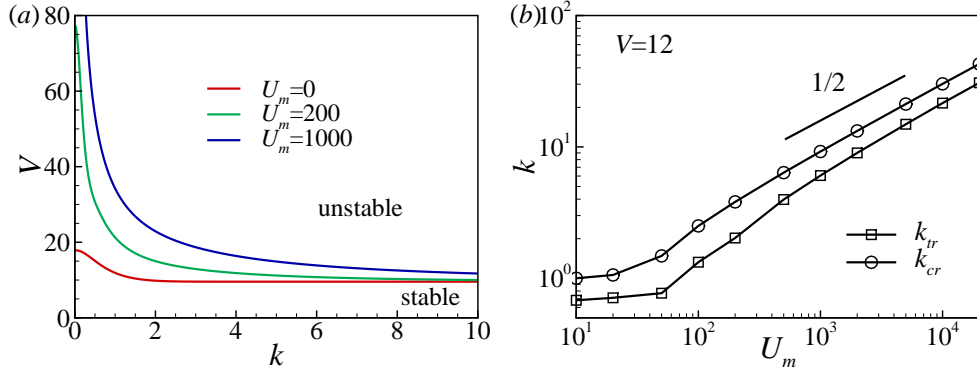 (a)
80
60
40
20
0
V
U_m=0
U_m=200
U_m=1000
unstable
stable
0 2 4 6 8 10
k
(b)
V=12
1/2
k
10^2
10^1
10^0
k_tr
k_cr
10^1 10^2 10^3 10^4
U_m